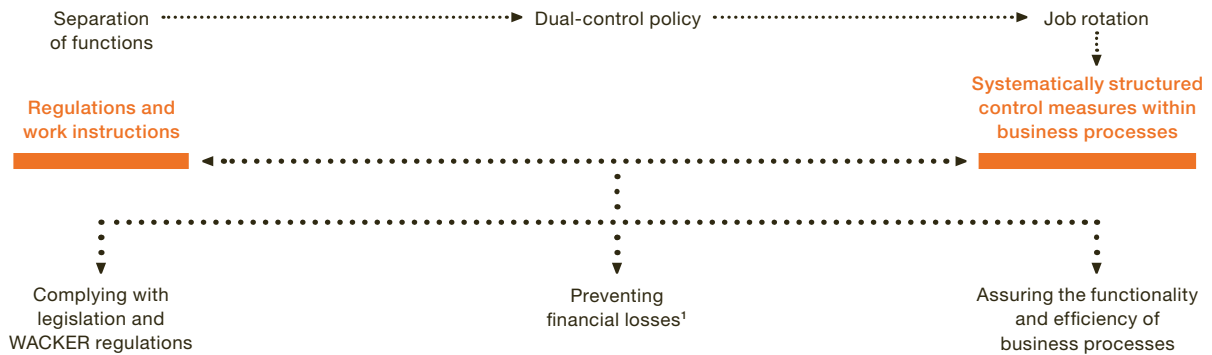 Separation
of functions
Dual-control policy
Job rotation
Regulations and
work instructions
Systematically structured
control measures within
business processes
Complying with
legislation and
WACKER regulations
Preventing
financial losses¹
Assuring the functionality
and efficiency of
business processes